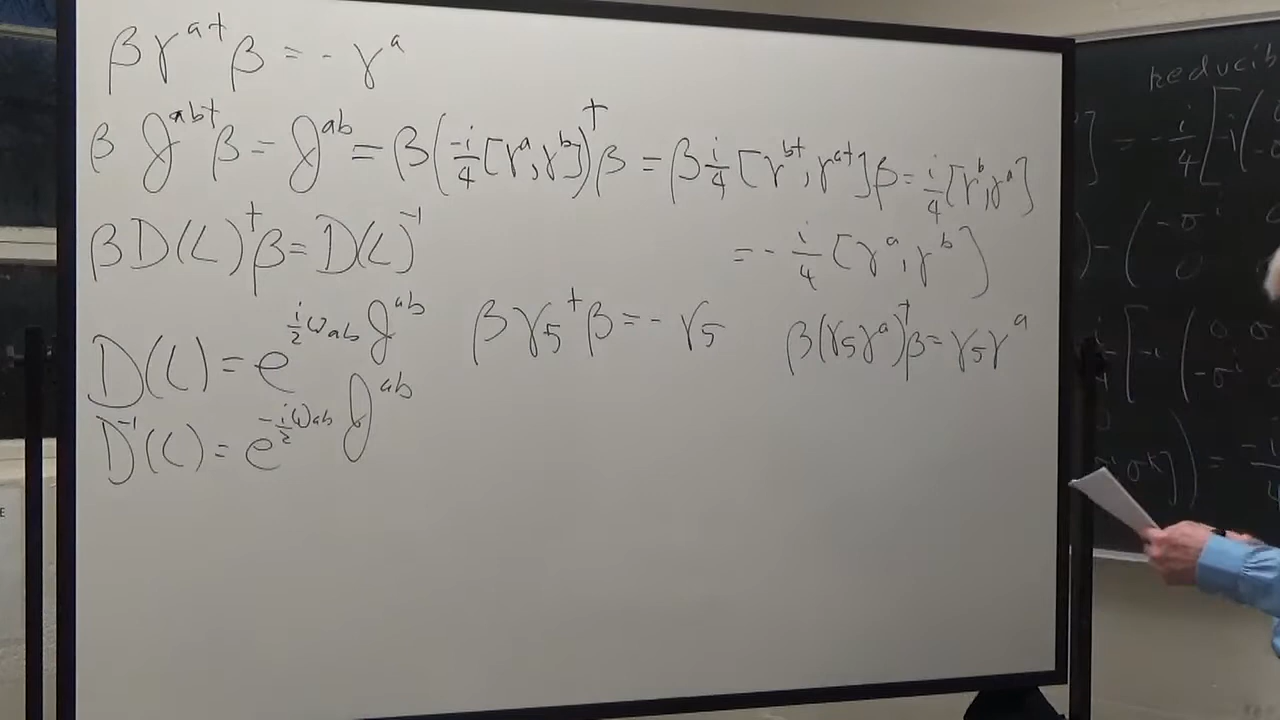 βγ^{a†}β = - γ^a
β J^{ab†} β = J^{ab} = β(-i/4 [γ^a, γ^b])^† β = β i/4 [γ^{b†}, γ^{a†}] β = i/4 [γ^b, γ^a]
= - i/4 [γ^a, γ^b]
βD(L)^†β = D(L)^{-1}
D(L) = e^{i/2 ω_{ab} J^{ab}}
βγ_5^†β = - γ_5
β(γ_5γ^a)^†β = γ_5γ^a
D^{-1}(L) = e^{-i/2 ω_{ab} J^{ab}}
] = - i/4 [ -i (
) - ( -σ^i
0